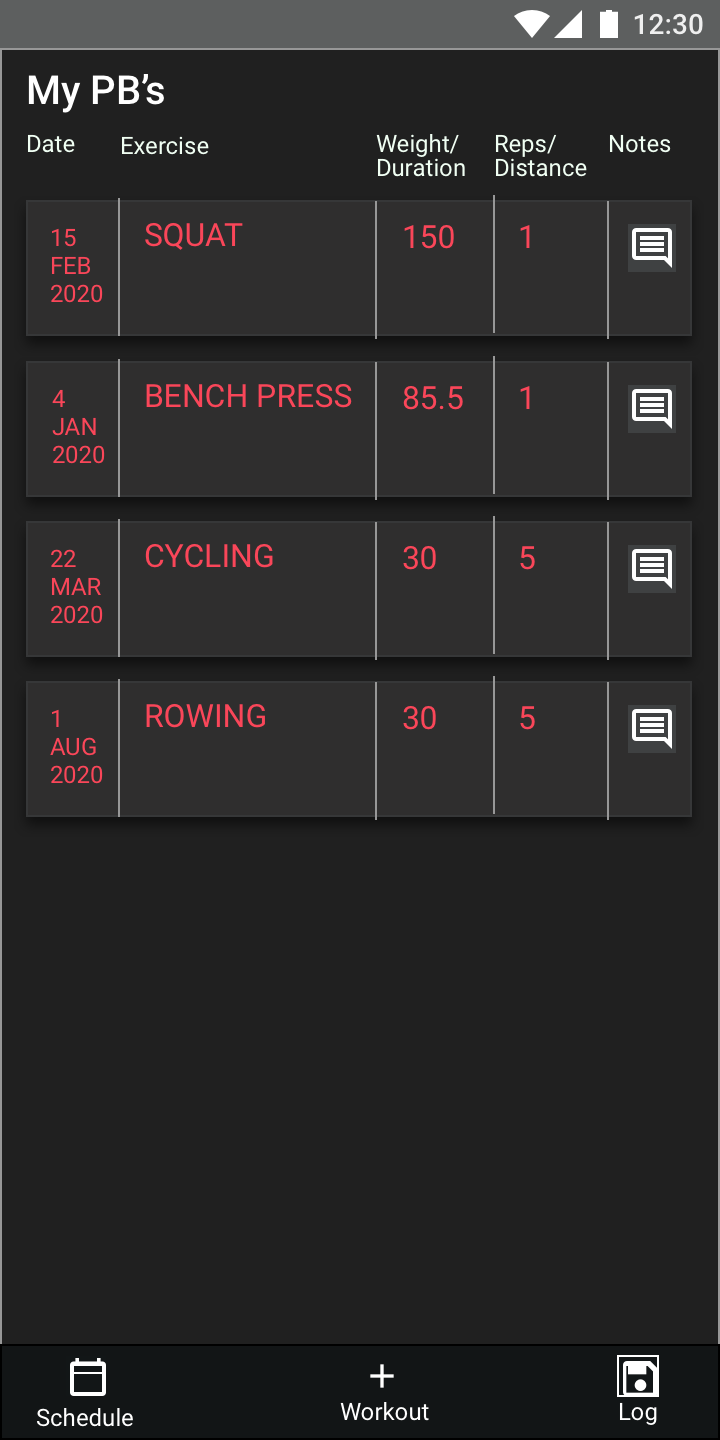 12:30
My PB’s
Date Exercise Weight/ Reps/ Notes
Duration Distance
15 SQUAT 150 1
FEB
2020
4 BENCH PRESS 85.5 1
JAN
2020
22 CYCLING 30 5
MAR
2020
1 ROWING 30 5
AUG
2020
Schedule Workout Log